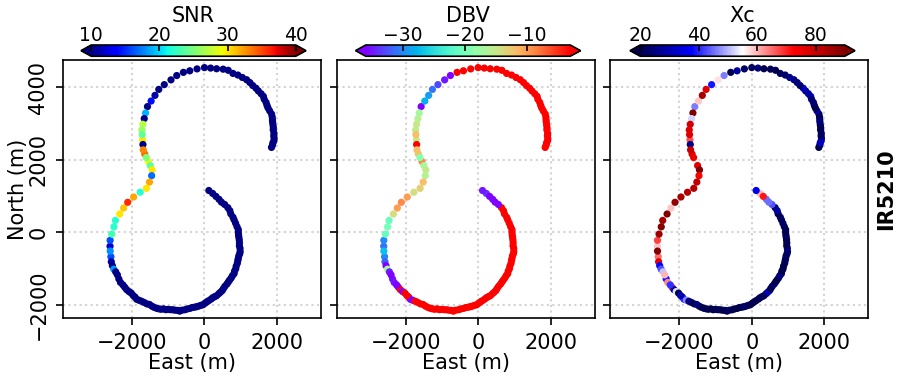 SNR DBV Xc
10 20 30 40 −30 −20 −10 20 40 60 80
4000
2000
0
−2000
North (m)
−2000 0 2000 −2000 0 2000 −2000 0 2000
East (m) East (m) East (m)
IR5210